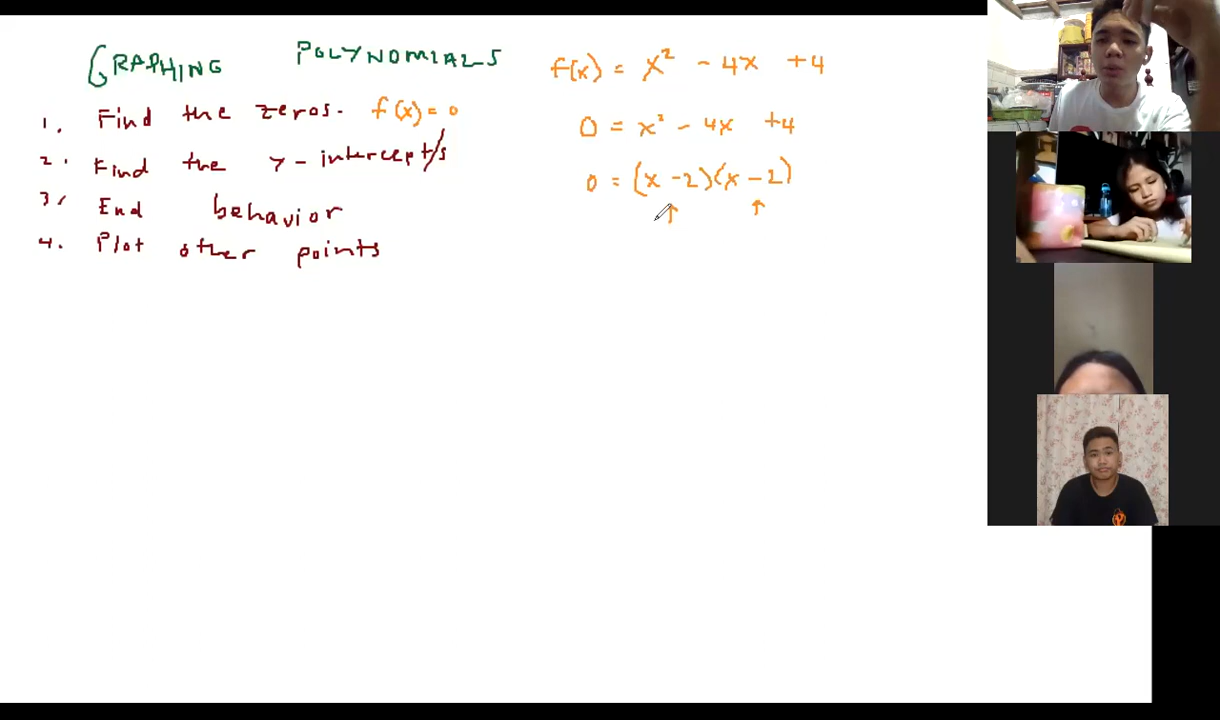 GRAPHING POLYNOMIALS
1. Find the zeros. f(x) = 0
2. Find the y-intercept/s
3. End behavior
4. Plot other points
f(x) = x² - 4x + 4
0 = x² - 4x + 4
0 = (x - 2)(x - 2)